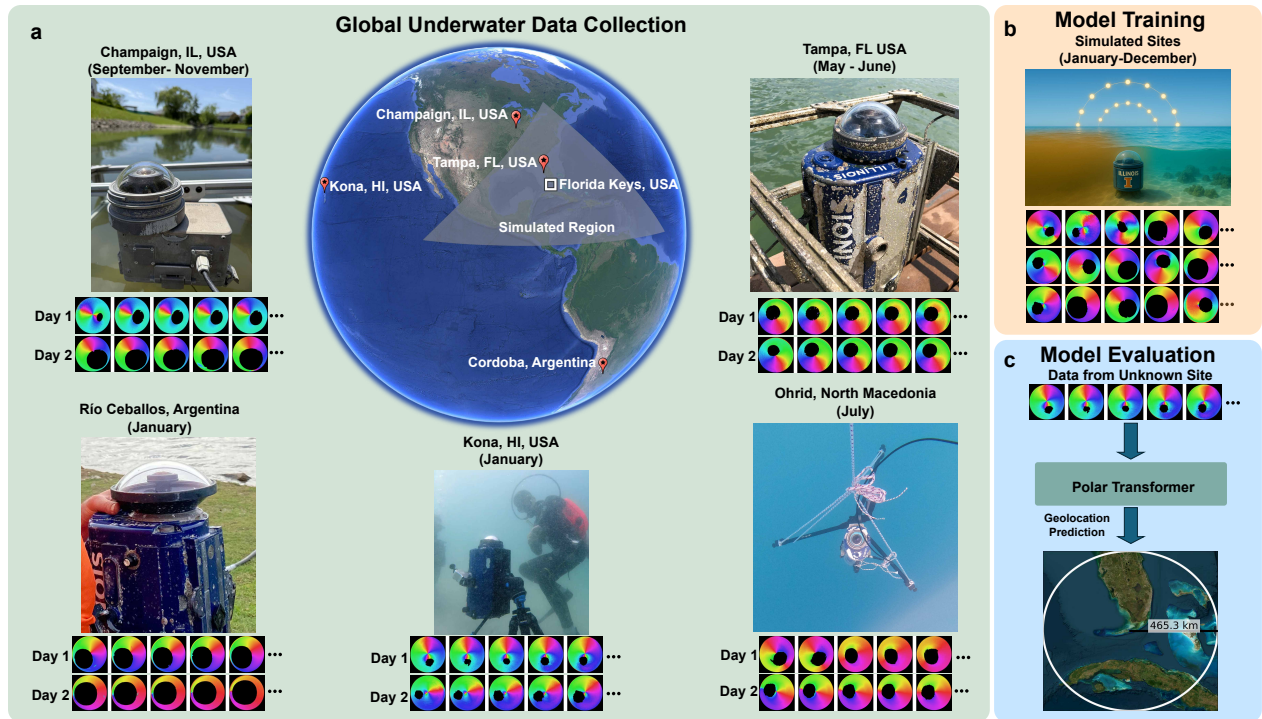 a
Global Underwater Data Collection
Champaign, IL, USA
(September- November)
Day 1
•••
Day 2
•••
Champaign, IL, USA
Tampa, FL, USA
Kona, HI, USA
Florida Keys, USA
Simulated Region
Cordoba, Argentina
Tampa, FL USA
(May - June)
ILLINOIS
Day 1
•••
Day 2
•••
Río Ceballos, Argentina
(January)
Day 1
•••
Day 2
•••
Kona, HI, USA
(January)
Day 1
•••
Day 2
•••
Ohrid, North Macedonia
(July)
Day 1
•••
Day 2
•••
b
Model Training
Simulated Sites
(January-December)
ILLINOIS
I
•••
•••
•••
c
Model Evaluation
Data from Unknown Site
•••
Polar Transformer
Geolocation
Prediction
465.3 km